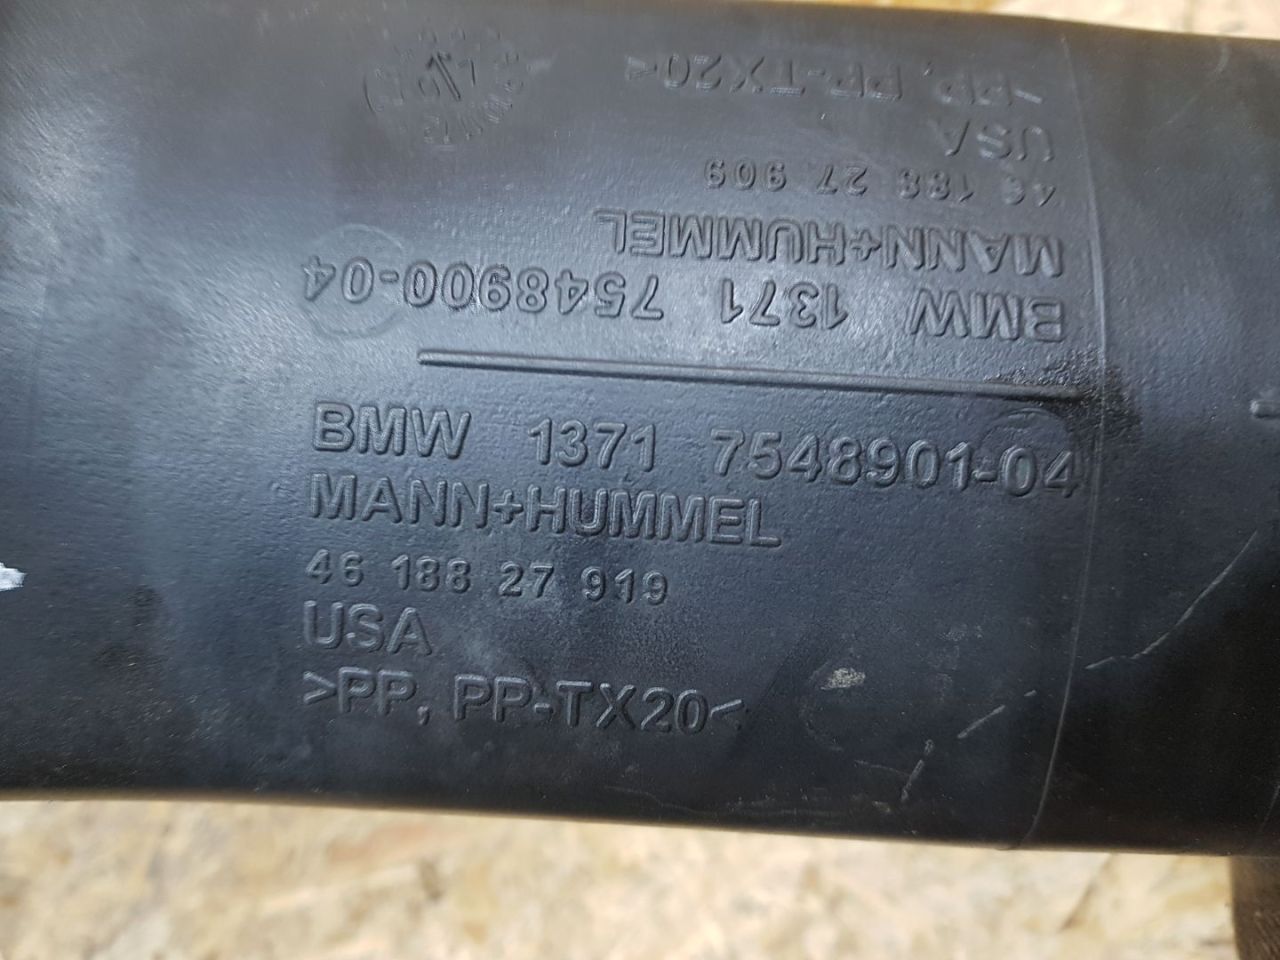 >PP, PP-TX20<
USA
46 188 27 909
MANN+HUMMEL
BMW 1371 7548900-04
BMW 1371 7548901-04
MANN+HUMMEL
46 188 27 919
USA
>PP, PP-TX20<